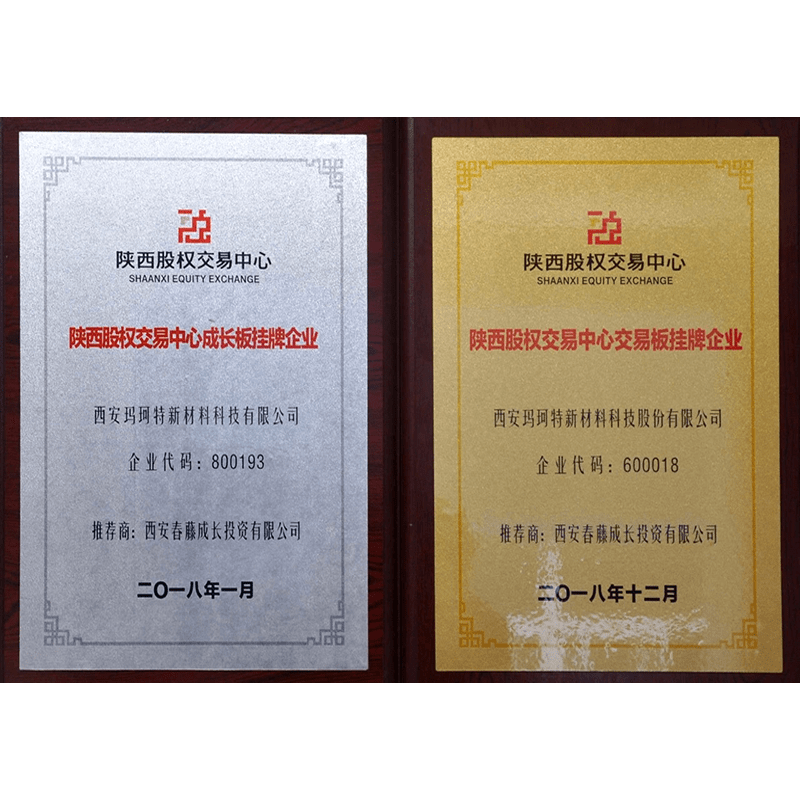 陕西股权交易中心
SHAANXI EQUITY EXCHANGE
陕西股权交易中心成长板挂牌企业
西安玛珂特新材料科技有限公司
企业代码：800193
推荐商：西安春藤成长投资有限公司
二〇一八年一月
陕西股权交易中心
SHAANXI EQUITY EXCHANGE
陕西股权交易中心交易板挂牌企业
西安玛珂特新材料科技股份有限公司
企业代码：600018
推荐商：西安春藤成长投资有限公司
二〇一八年十二月